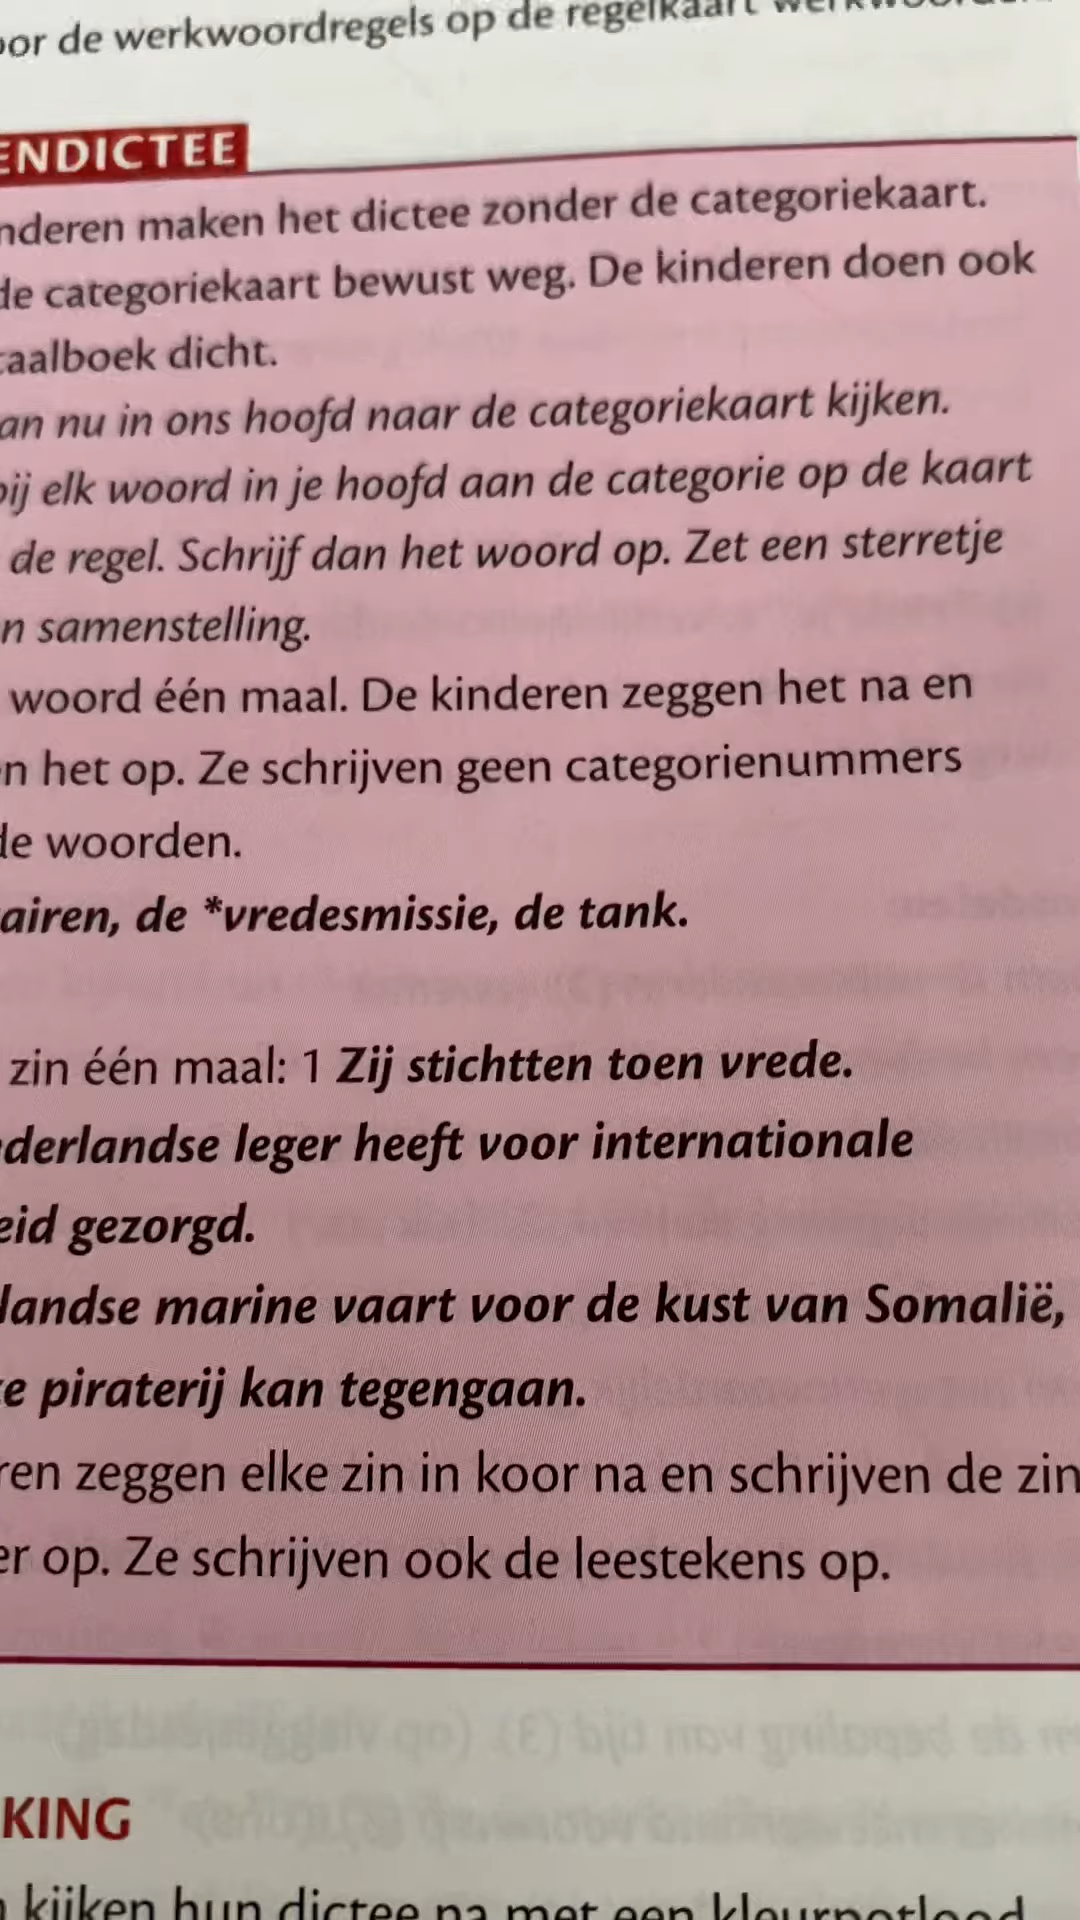 oor de werkwoordregels op de regelkaart
ENDICTEE
nderen maken het dictee zonder de categoriekaart.
de categoriekaart bewust weg. De kinderen doen ook
taalboek dicht.
an nu in ons hoofd naar de categoriekaart kijken.
bij elk woord in je hoofd aan de categorie op de kaart
de regel. Schrijf dan het woord op. Zet een sterretje
n samenstelling.
woord één maal. De kinderen zeggen het na en
n het op. Ze schrijven geen categorienummers
de woorden.
airen, de *vredesmissie, de tank.
zin één maal: 1 Zij stichtten toen vrede.
derlandse leger heeft voor internationale
eid gezorgd.
landse marine vaart voor de kust van Somalië,
e piraterij kan tegengaan.
ren zeggen elke zin in koor na en schrijven de zin
er op. Ze schrijven ook de leestekens op.
KING
kijken hun dictee na met een kleurpotlood